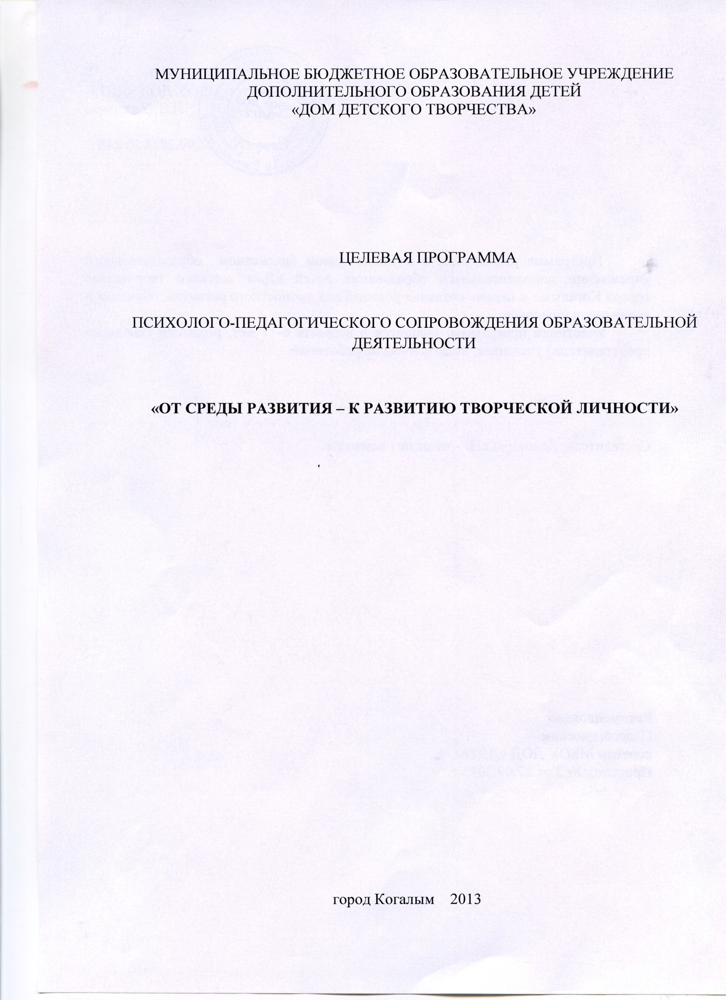 МУНИЦИПАЛЬНОЕ БЮДЖЕТНОЕ ОБРАЗОВАТЕЛЬНОЕ УЧРЕЖДЕНИЕ
ДОПОЛНИТЕЛЬНОГО ОБРАЗОВАНИЯ ДЕТЕЙ
«ДОМ ДЕТСКОГО ТВОРЧЕСТВА»
ЦЕЛЕВАЯ ПРОГРАММА
ПСИХОЛОГО-ПЕДАГОГИЧЕСКОГО СОПРОВОЖДЕНИЯ ОБРАЗОВАТЕЛЬНОЙ
ДЕЯТЕЛЬНОСТИ
«ОТ СРЕДЫ РАЗВИТИЯ – К РАЗВИТИЮ ТВОРЧЕСКОЙ ЛИЧНОСТИ»
город Когалым 2013